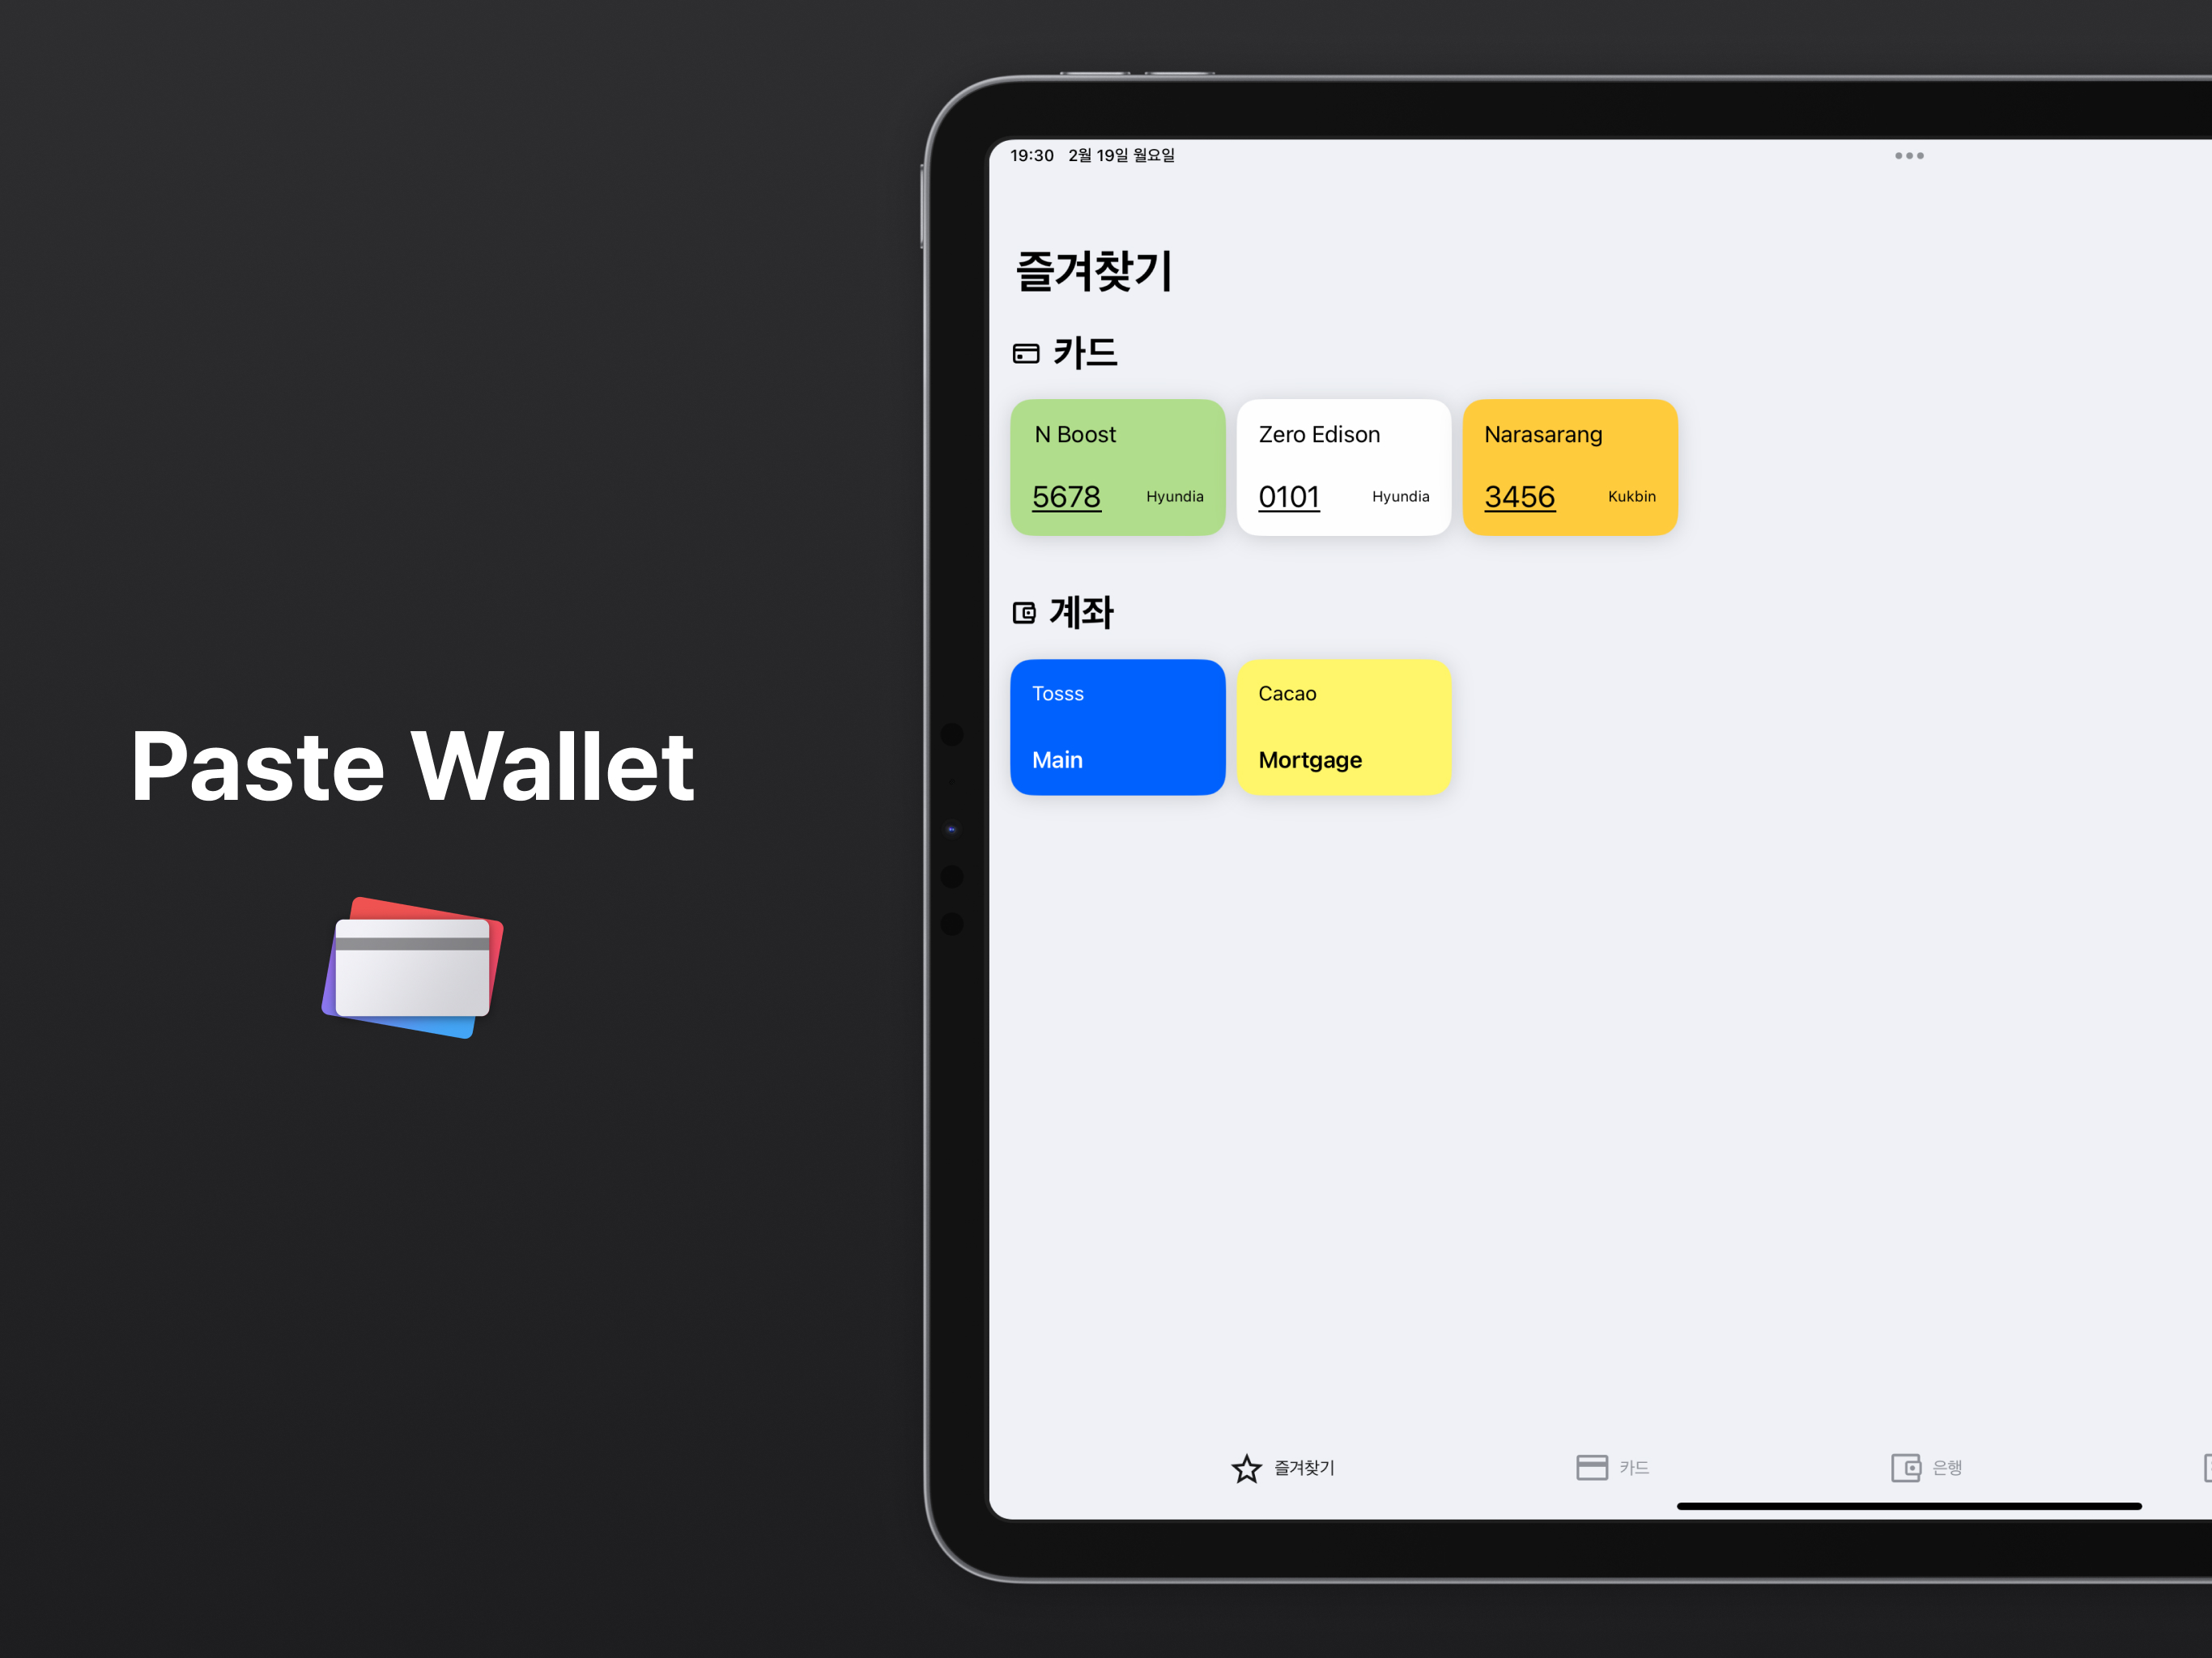 Paste Wallet
19:30 2월 19일 월요일
즐겨찾기
카드
N Boost
5678 Hyundia
Zero Edison
0101 Hyundia
Narasarang
3456 Kukbin
계좌
Tosss
Main
Cacao
Mortgage
즐겨찾기 카드 은행